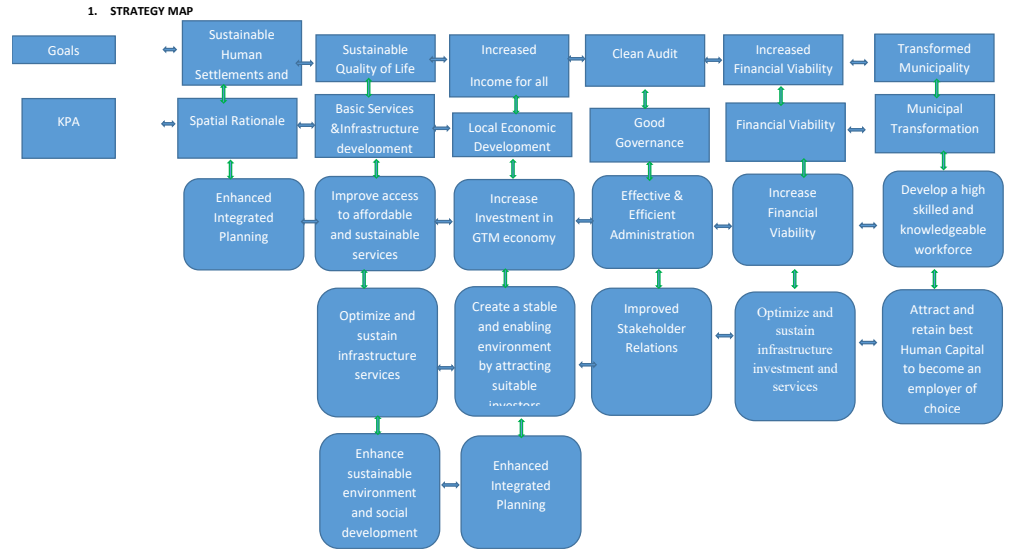 1. STRATEGY MAP
Goals
Sustainable
Human
Settlements and
Sustainable
Quality of Life
Increased
Income for all
Clean Audit
Increased
Financial Viability
Transformed
Municipality
KPA
Spatial Rationale
Basic Services
&Infrastructure
development
Local Economic
Development
Good
Governance
Financial Viability
Municipal
Transformation
Enhanced
Integrated
Planning
Improve access
to affordable
and sustainable
services
Increase
Investment in
GTM economy
Effective &
Efficient
Administration
Increase
Financial
Viability
Develop a high
skilled and
knowledgeable
workforce
Optimize and
sustain
infrastructure
services
Create a stable
and enabling
environment
by attracting
suitable
investors
Improved
Stakeholder
Relations
Optimize and
sustain
infrastructure
investment and
services
Attract and
retain best
Human Capital
to become an
employer of
choice
Enhance
sustainable
environment
and social
development
Enhanced
Integrated
Planning